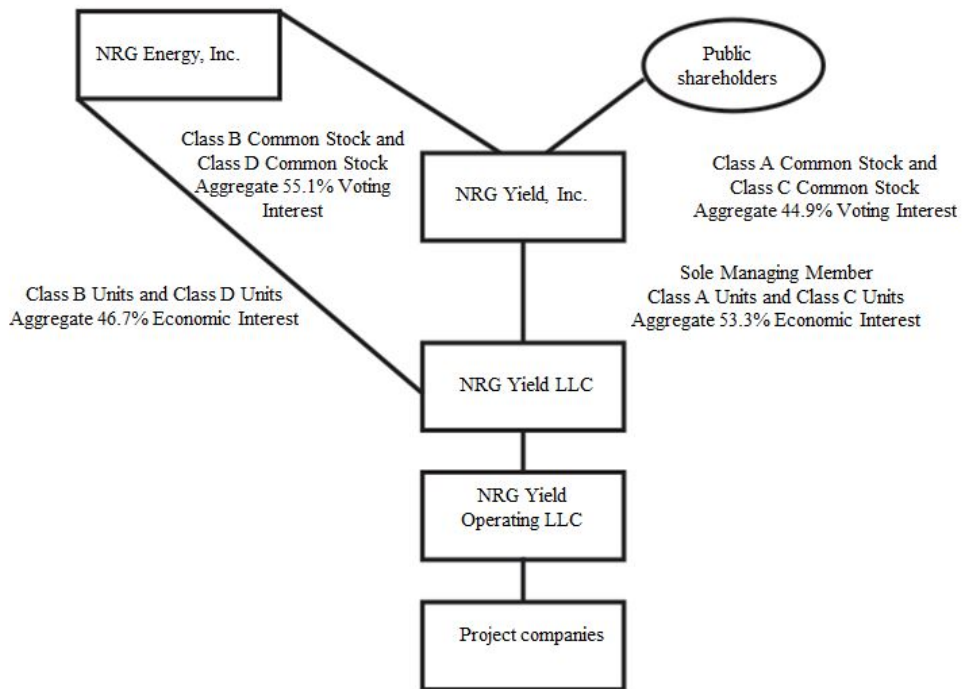 NRG Energy, Inc.
Public
shareholders
Class B Common Stock and
Class D Common Stock
Aggregate 55.1% Voting
Interest
NRG Yield, Inc.
Class A Common Stock and
Class C Common Stock
Aggregate 44.9% Voting Interest
Class B Units and Class D Units
Aggregate 46.7% Economic Interest
Sole Managing Member
Class A Units and Class C Units
Aggregate 53.3% Economic Interest
NRG Yield LLC
NRG Yield
Operating LLC
Project companies